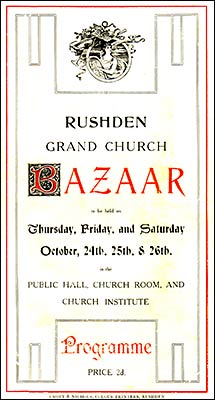 RUSHDEN
GRAND CHURCH
BAZAAR
to be held on
Thursday, Friday, and Saturday
October, 24th, 25th, & 26th.
in the
PUBLIC HALL, CHURCH ROOM, AND
CHURCH INSTITUTE
Programme
PRICE 2d.
RUSHDEN